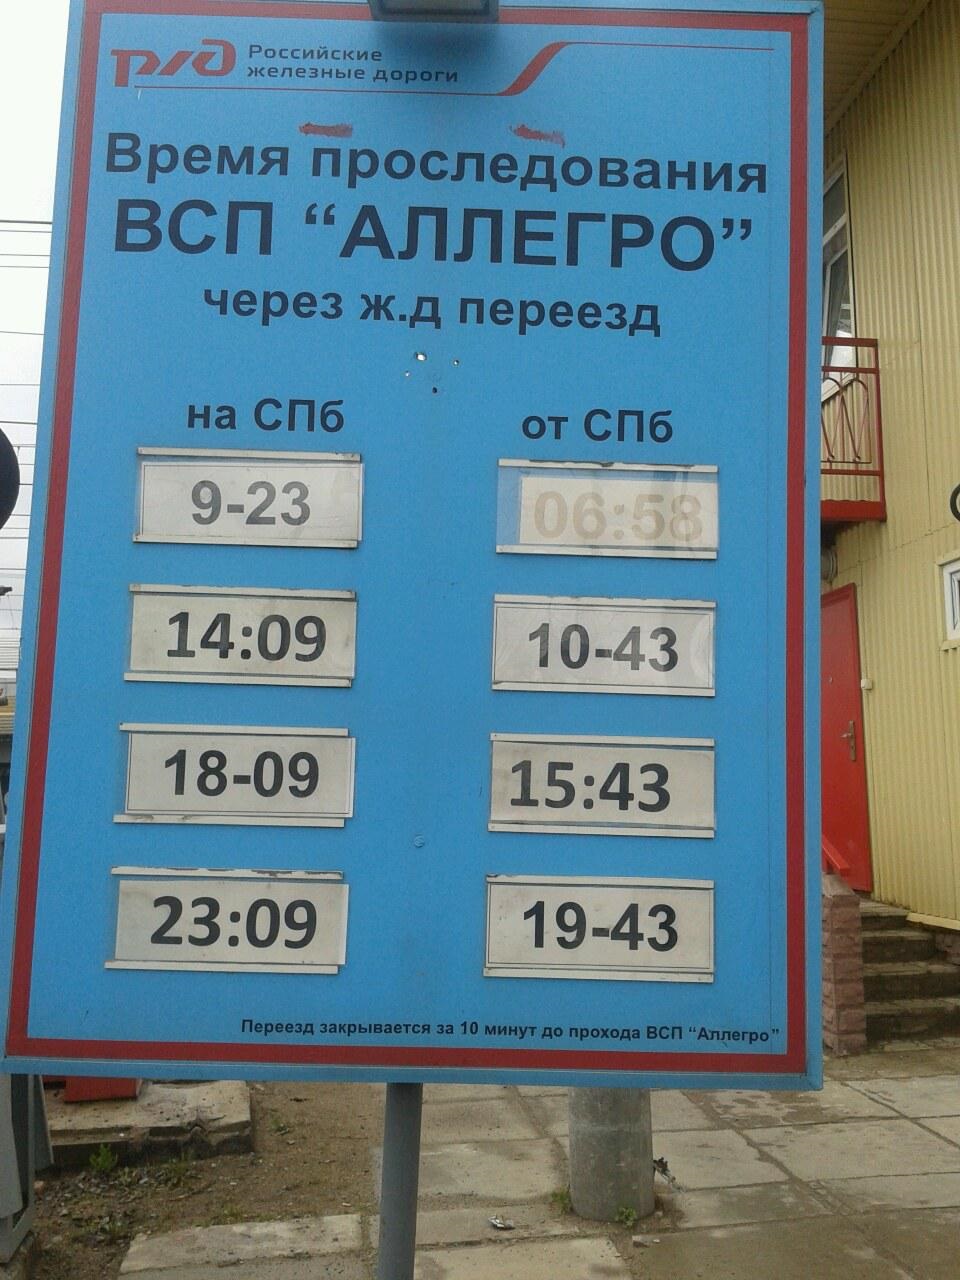 РЖД Российские
железные дороги
Время проследования
ВСП “АЛЛЕГРО”
через ж.д переезд
на СПб от СПб
9-23 06:58
14:09 10-43
18-09 15:43
23:09 19-43
Переезд закрывается за 10 минут до прохода ВСП “Аллегро”